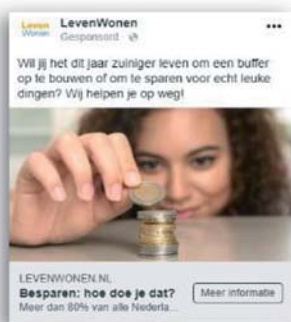 Leven
Wonen
LevenWonen
Gesponsord
Wil jij het dit jaar zuiniger leven om een buffer
op te bouwen of om te sparen voor echt leuke
dingen? Wij helpen je op weg!
LEVENWONEN.NL
Besparen: hoe doe je dat?
Meer dan 80% van alle Nederla...
Meer informatie